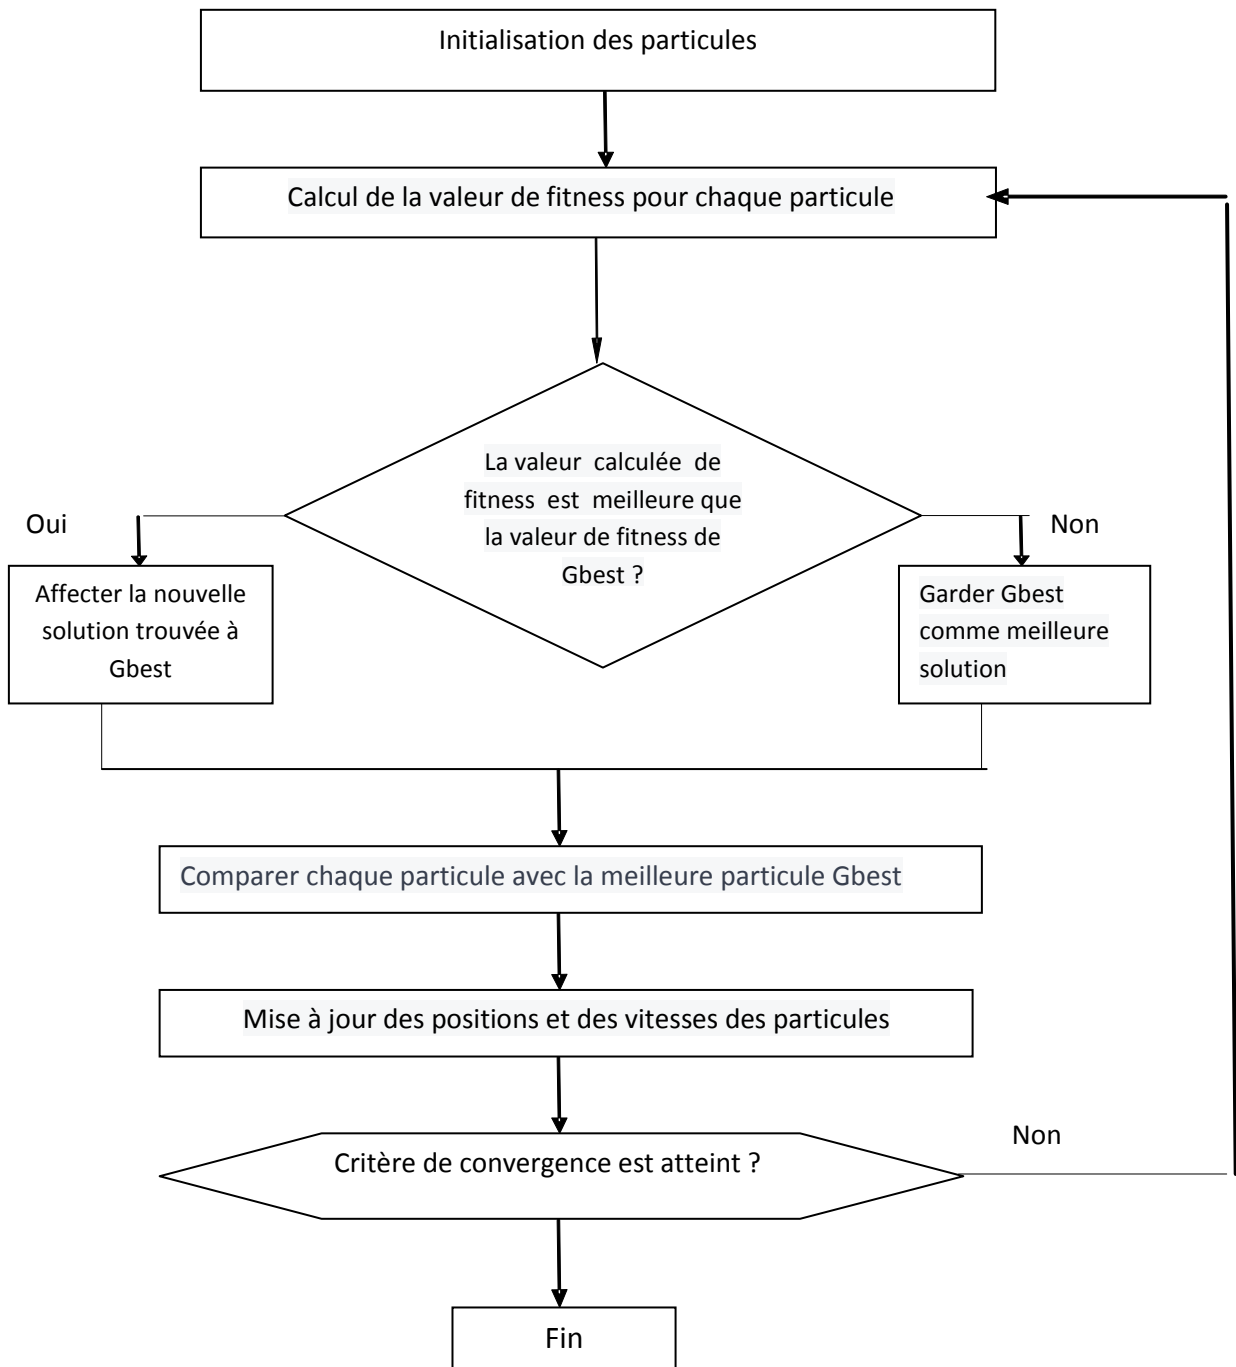 Initialisation des particules
Calcul de la valeur de fitness pour chaque particule
La valeur calculée de
fitness est meilleure que
la valeur de fitness de
Gbest ?
Oui
Non
Affecter la nouvelle
solution trouvée à
Gbest
Garder Gbest
comme meilleure
solution
Comparer chaque particule avec la meilleure particule Gbest
Mise à jour des positions et des vitesses des particules
Critère de convergence est atteint ?
Non
Fin